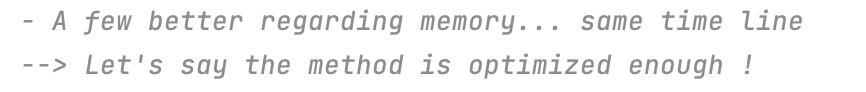 - A few better regarding memory... same time line
--> Let's say the method is optimized enough !